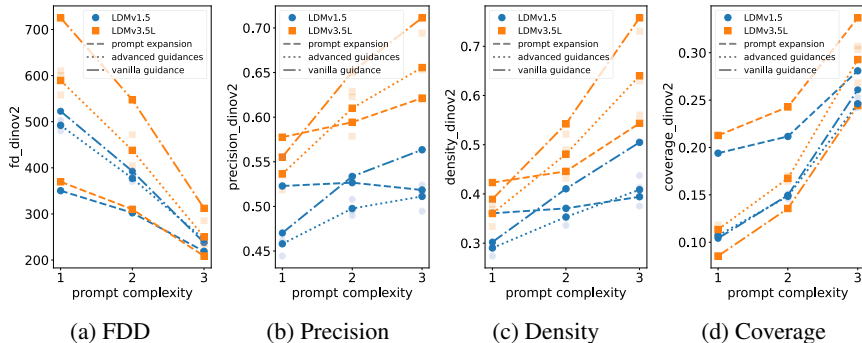 LDMv1.5
LDMv3.5L
prompt expansion
advanced guidances
vanilla guidance
fd_dinov2
700
600
500
400
300
200
1 2 3
prompt complexity
(a) FDD
LDMv1.5
LDMv3.5L
prompt expansion
advanced guidances
vanilla guidance
precision_dinov2
0.70
0.65
0.60
0.55
0.50
0.45
1 2 3
prompt complexity
(b) Precision
LDMv1.5
LDMv3.5L
prompt expansion
advanced guidances
vanilla guidance
density_dinov2
0.7
0.6
0.5
0.4
0.3
1 2 3
prompt complexity
(c) Density
LDMv1.5
LDMv3.5L
prompt expansion
advanced guidances
vanilla guidance
coverage_dinov2
0.30
0.25
0.20
0.15
0.10
1 2 3
prompt complexity
(d) Coverage